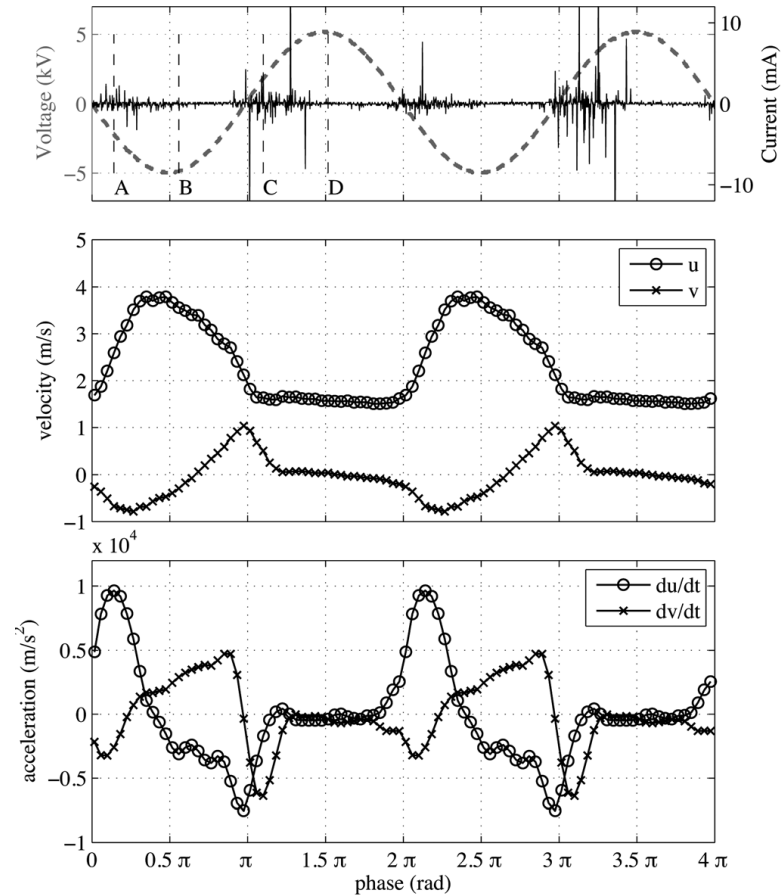 Voltage (kV)
5
0
−5
A
B
C
D
10
0
−10
Current (mA)
velocity (m/s)
5
4
3
2
1
0
−1
u
v
x 10^4
acceleration (m/s^2)
1
0.5
0
−0.5
−1
du/dt
dv/dt
0
0.5 π
π
1.5 π
2 π
2.5 π
3 π
3.5 π
4 π
phase (rad)